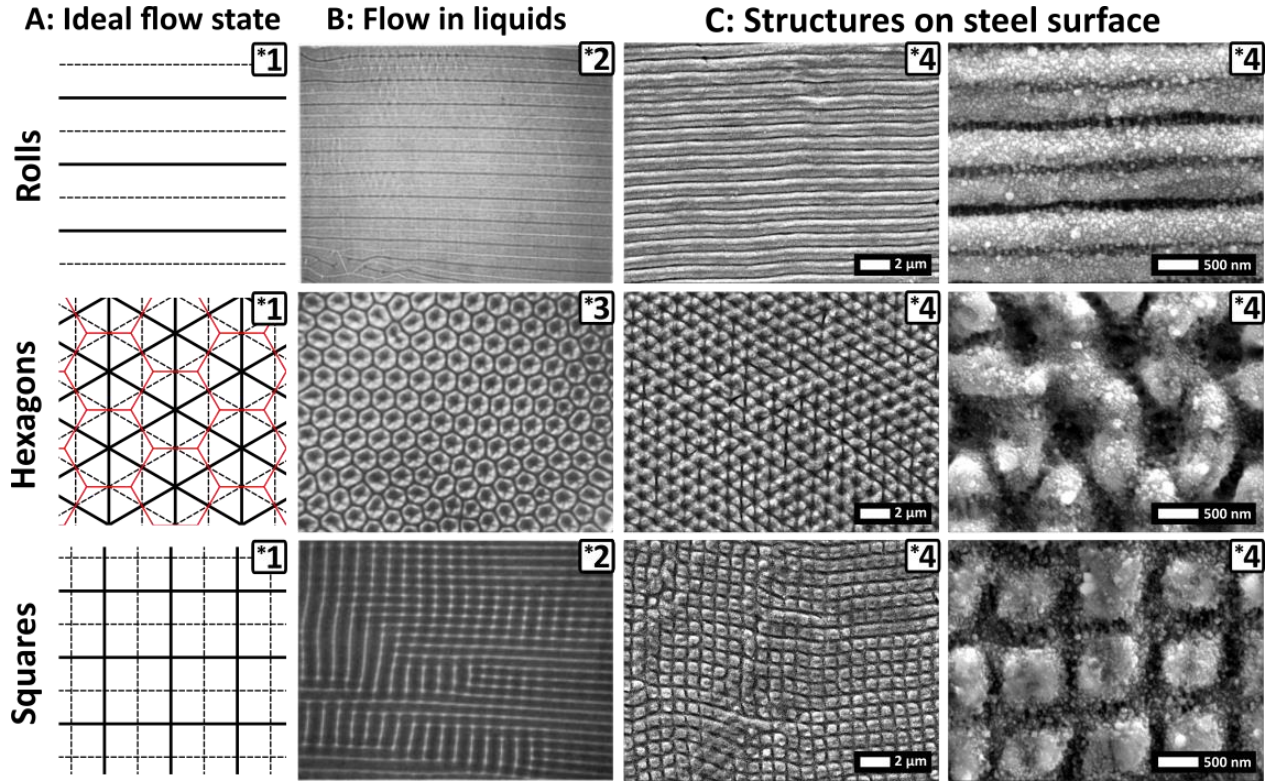 A: Ideal flow state B: Flow in liquids C: Structures on steel surface
Rolls
*1
*2
*4
2 µm
*4
500 nm
Hexagons
*1
*3
*4
2 µm
*4
500 nm
Squares
*1
*2
*4
2 µm
*4
500 nm